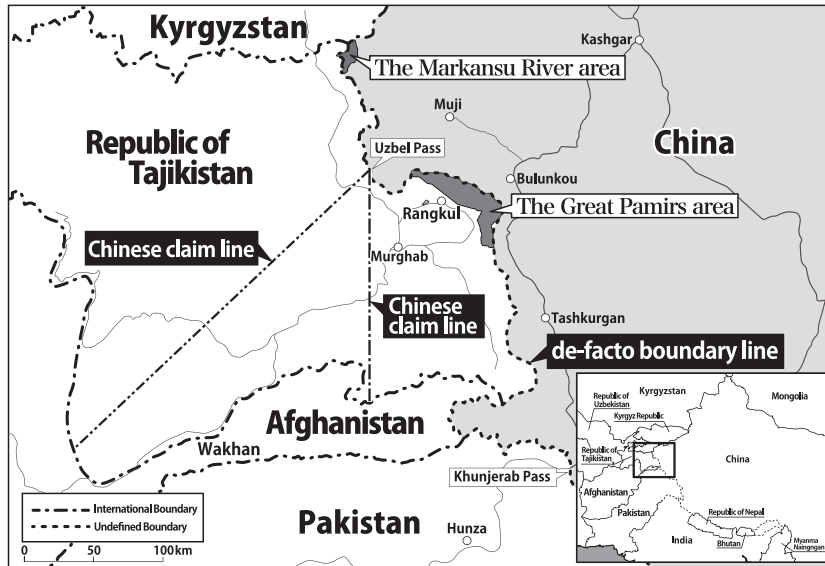 Kyrgyzstan
Kashgar
The Markansu River area
Muji
Republic of
Tajikistan
China
Uzbel Pass
Bulunkou
Rangkul
The Great Pamirs area
Chinese claim line
Murghab
Chinese
claim line
Tashkurgan
de-facto boundary line
Afghanistan
Wakhan
Khunjerab Pass
International Boundary
Undefined Boundary
0 50 100km
Pakistan
Hunza
Kyrgyzstan
Mongolia
Republic of
Uzbekistan
Kyrgyz Republic
Republic of
Tajikistan
China
Afghanistan
Pakistan
Republic of Nepal
India
Bhutan
Myanma
Naingngan